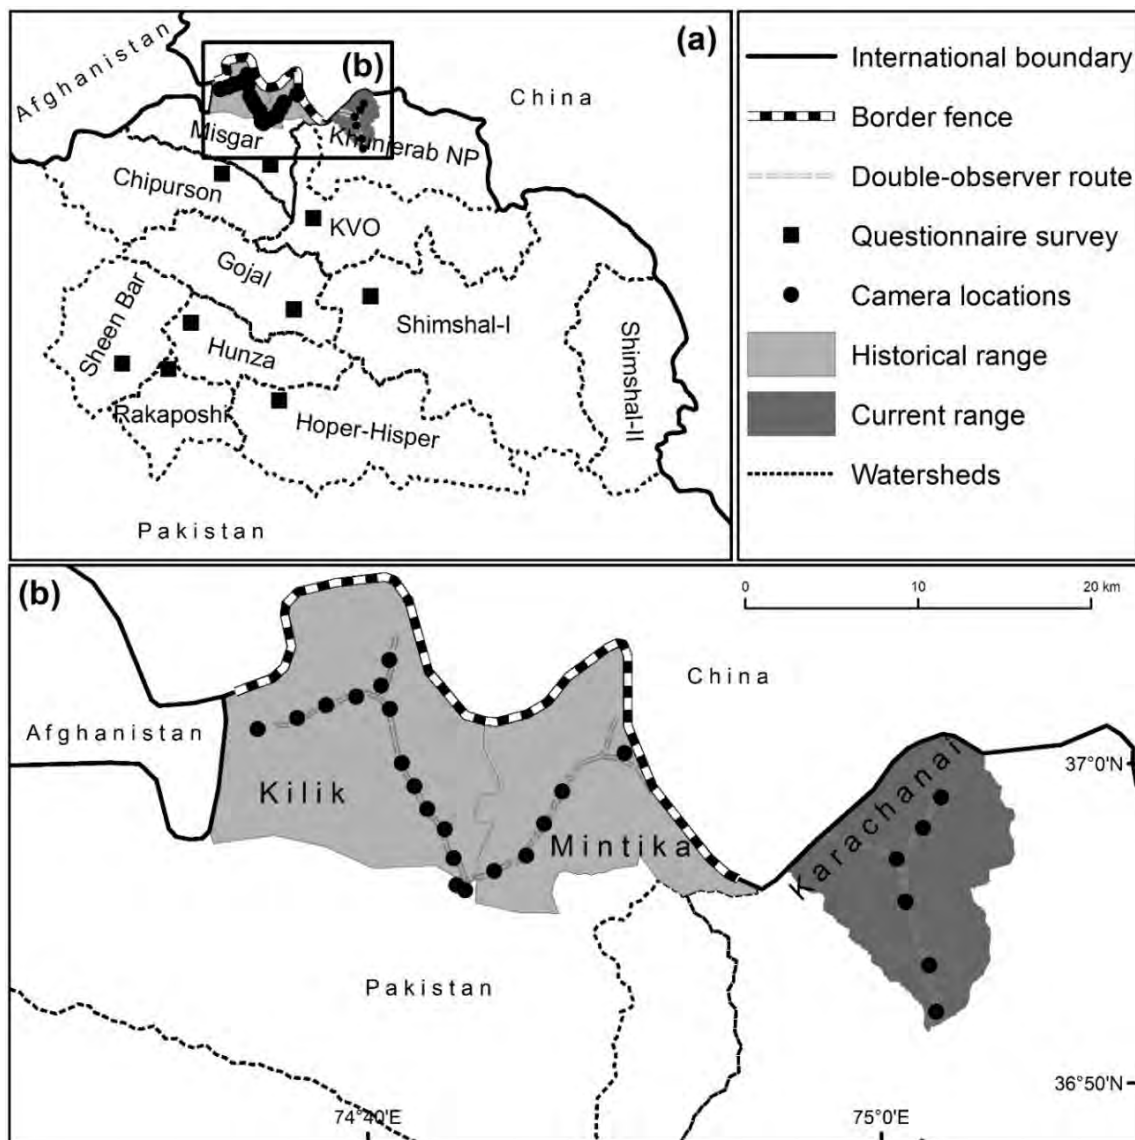 (a)
Afghanistan
(b)
China
Misgar
Khunjerab NP
Chipurson
KVO
Gojal
Sheen Bar
Shimshal-I
Hunza
Shimshal-II
Rakaposhi
Hoper-Hisper
Pakistan
International boundary
Border fence
Double-observer route
Questionnaire survey
Camera locations
Historical range
Current range
Watersheds
(b)
0 10 20 km
China
Afghanistan
Karachanai
37°0'N
Kilik
Mintika
Pakistan
36°50'N
74°40'E
75°0'E